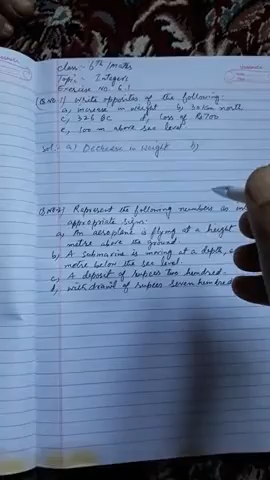 Class - 6th / Maths
Topic - Integers
Exercise No. 6.1
Q.No.1) Write opposites of the following:
a, increase in weight b, 30 km north
c, 326 BC d, Loss of Rs 700
e, 100 m above sea level
Sol: a) Decrease in Weight b)
Q.No.2) Represent the following numbers as
appropriate sign.
a, An aeroplane is flying at a height
metre above the ground.
b, A submarine is moving at a depth,
metre below the sea level.
c, A deposit of rupees two hundred.
d, withdrawl of rupees seven hundred